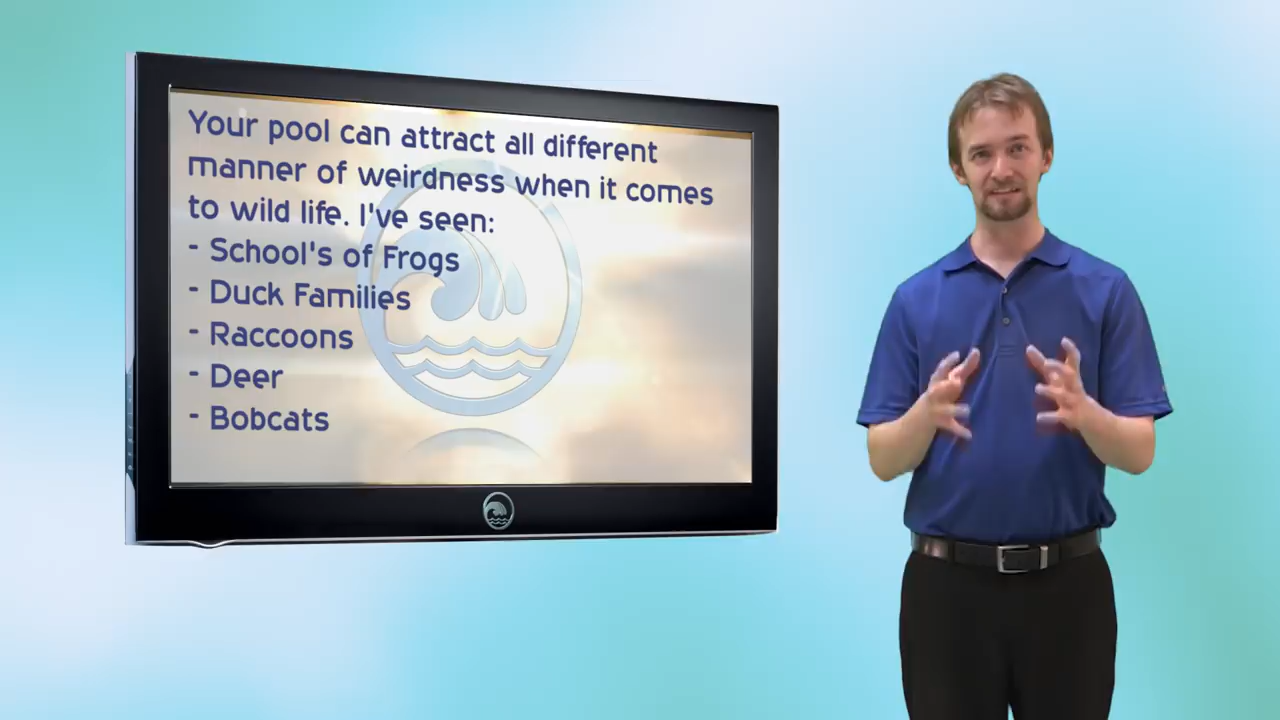 Your pool can attract all different
manner of weirdness when it comes
to wild life. I've seen:
- School's of Frogs
- Duck Families
- Raccoons
- Deer
- Bobcats